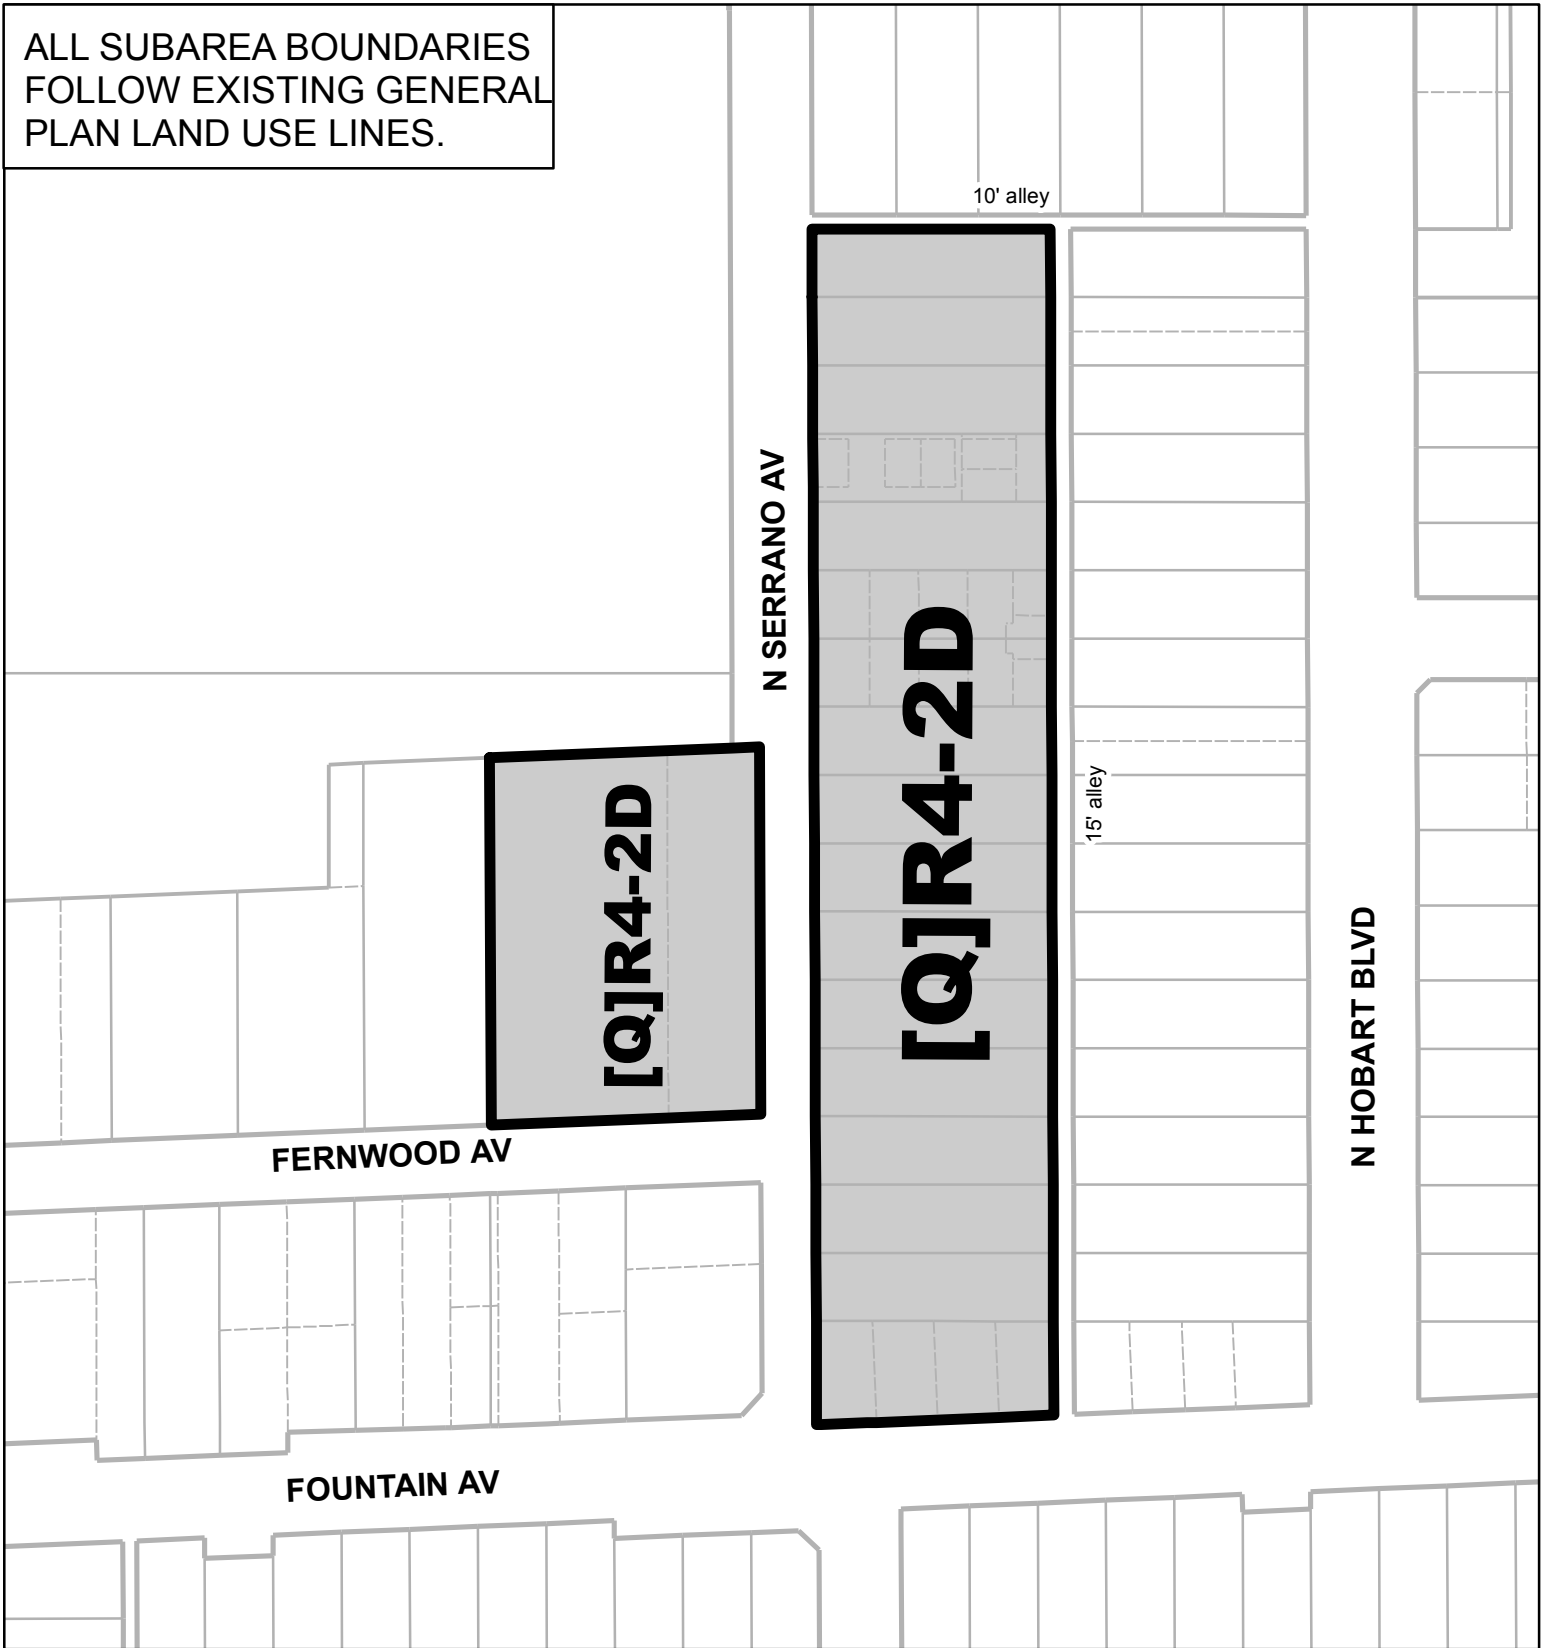 ALL SUBAREA BOUNDARIES
FOLLOW EXISTING GENERAL
PLAN LAND USE LINES.
10' alley
N SERRANO AV
[Q]R4-2D
[Q]R4-2D
15' alley
N HOBART BLVD
FERNWOOD AV
FOUNTAIN AV